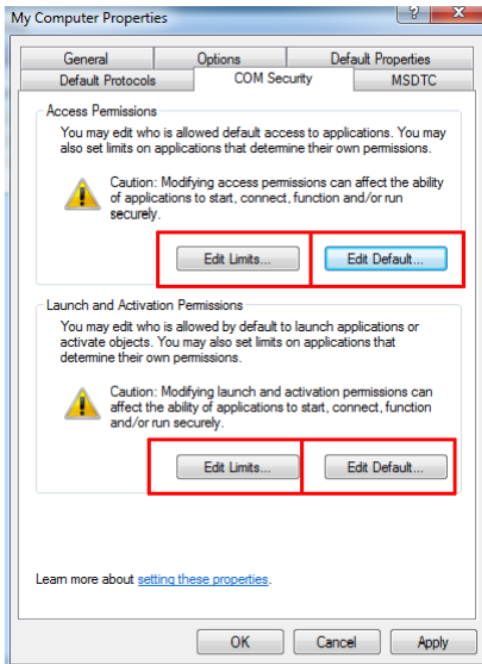 My Computer Properties
?
X
General Options Default Properties
Default Protocols COM Security MSDTC
Access Permissions
You may edit who is allowed default access to applications. You may
also set limits on applications that determine their own permissions.
Caution: Modifying access permissions can affect the ability
of applications to start, connect, function and/or run
securely.
Edit Limits... Edit Default...
Launch and Activation Permissions
You may edit who is allowed by default to launch applications or
activate objects. You may also set limits on applications that
determine their own permissions.
Caution: Modifying launch and activation permissions can
affect the ability of applications to start, connect, function
and/or run securely.
Edit Limits... Edit Default...
Learn more about setting these properties.
OK Cancel Apply